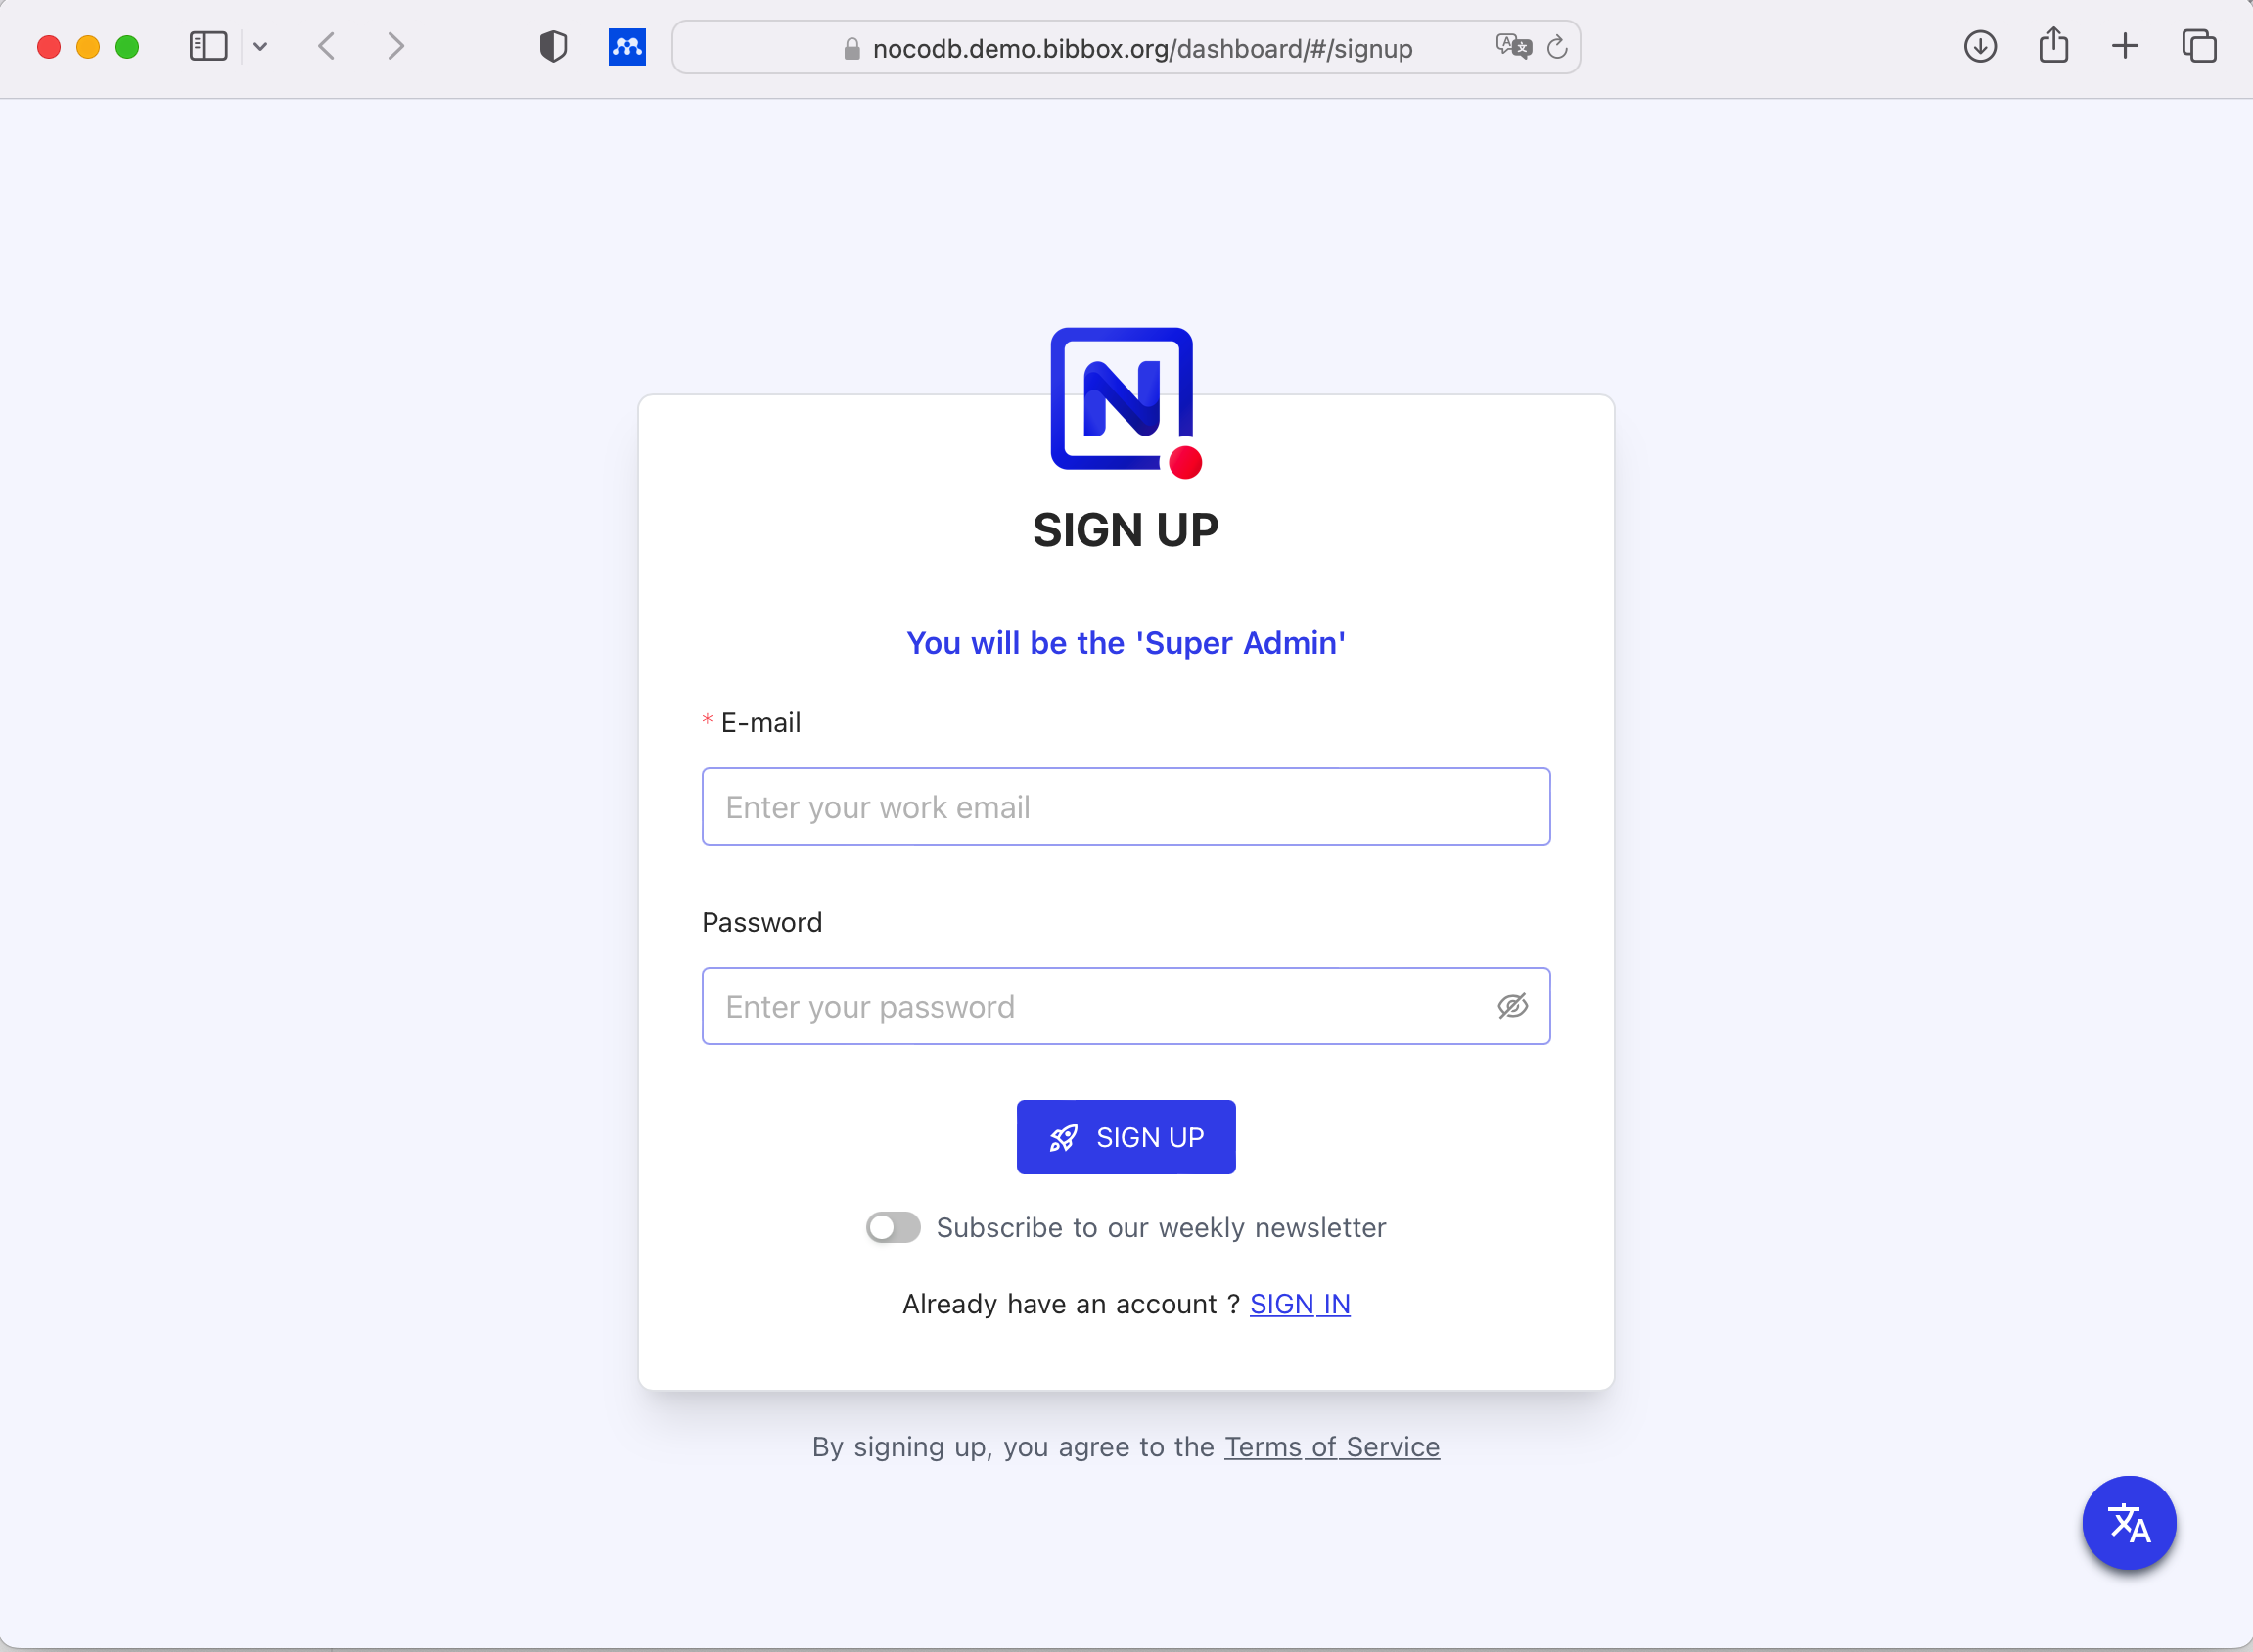 nocodb.demo.bibbox.org/dashboard/#/signup
SIGN UP
You will be the 'Super Admin'
* E-mail
Enter your work email
Password
Enter your password
SIGN UP
Subscribe to our weekly newsletter
Already have an account ? SIGN IN
By signing up, you agree to the Terms of Service